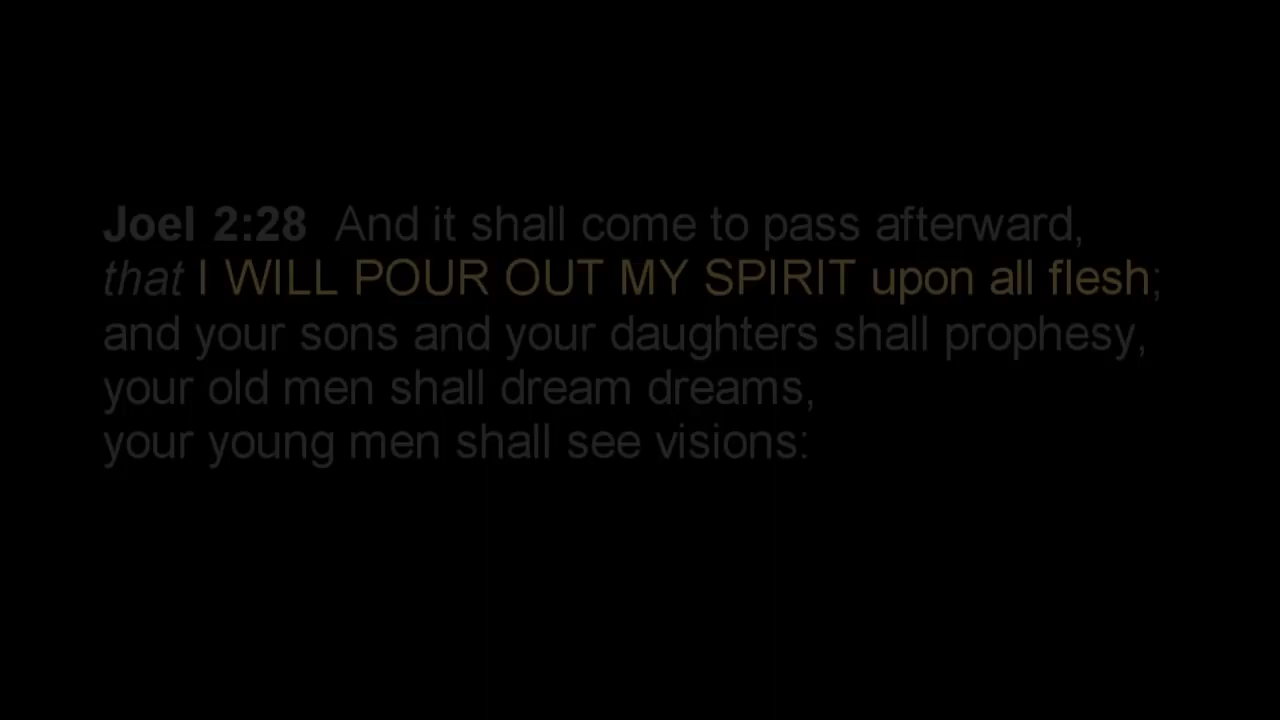 Joel 2:28 And it shall come to pass afterward,
that I WILL POUR OUT MY SPIRIT upon all flesh;
and your sons and your daughters shall prophesy,
your old men shall dream dreams,
your young men shall see visions: